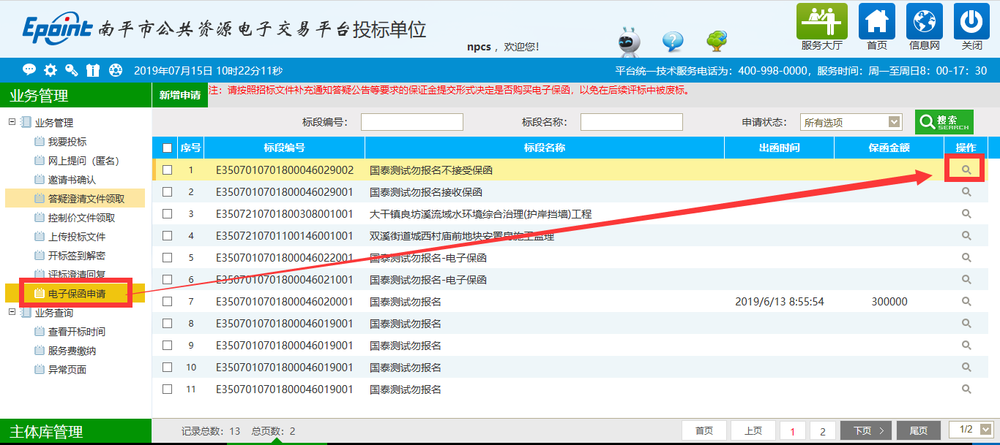 Epoint 南平市公共资源电子交易平台投标单位
npcs ，欢迎您！
服务大厅 首页 信息网 关闭
2019年07月15日 10时22分11秒 平台统一技术服务电话为：400-998-0000，服务时间：周一至周日8：00-17：30
业务管理
业务管理
我要投标
网上提问（匿名）
邀请书确认
答疑澄清文件领取
控制价文件领取
上传投标文件
开标签到解密
评标澄清回复
电子保函申请
业务查询
查看开标时间
服务费缴纳
异常页面
主体库管理
新增申请 注：请按照招标文件补充通知答疑公告等要求的保证金提交形式决定是否购买电子保函，以免在后续评标中被废标。
标段编号： 标段名称： 申请状态： 所有选项 搜索 SEARCH
序号 标段编号 标段名称 出函时间 保函金额 操作
1 E3507010701800046029002 国泰测试勿报名不接受保函
2 E3507010701800046029001 国泰测试勿报名接收保函
3 E3507210701800308001001 大干镇良坊溪流域水环境综合治理(护岸挡墙)工程
4 E3507210701100146001001 双溪街道城西村庙前地块安置房施工监理
5 E3507010701800046022001 国泰测试勿报名-电子保函
6 E3507010701800046021001 国泰测试勿报名-电子保函
7 E3507010701800046020001 国泰测试勿报名 2019/6/13 8:55:54 300000
8 E3507010701800046019001 国泰测试勿报名
9 E3507010701800046019001 国泰测试勿报名
10 E3507010701800046019001 国泰测试勿报名
11 E3507010701800046019001 国泰测试勿报名
记录总数：13 总页数：2 首页 上页 1 2 下页 尾页 1/2